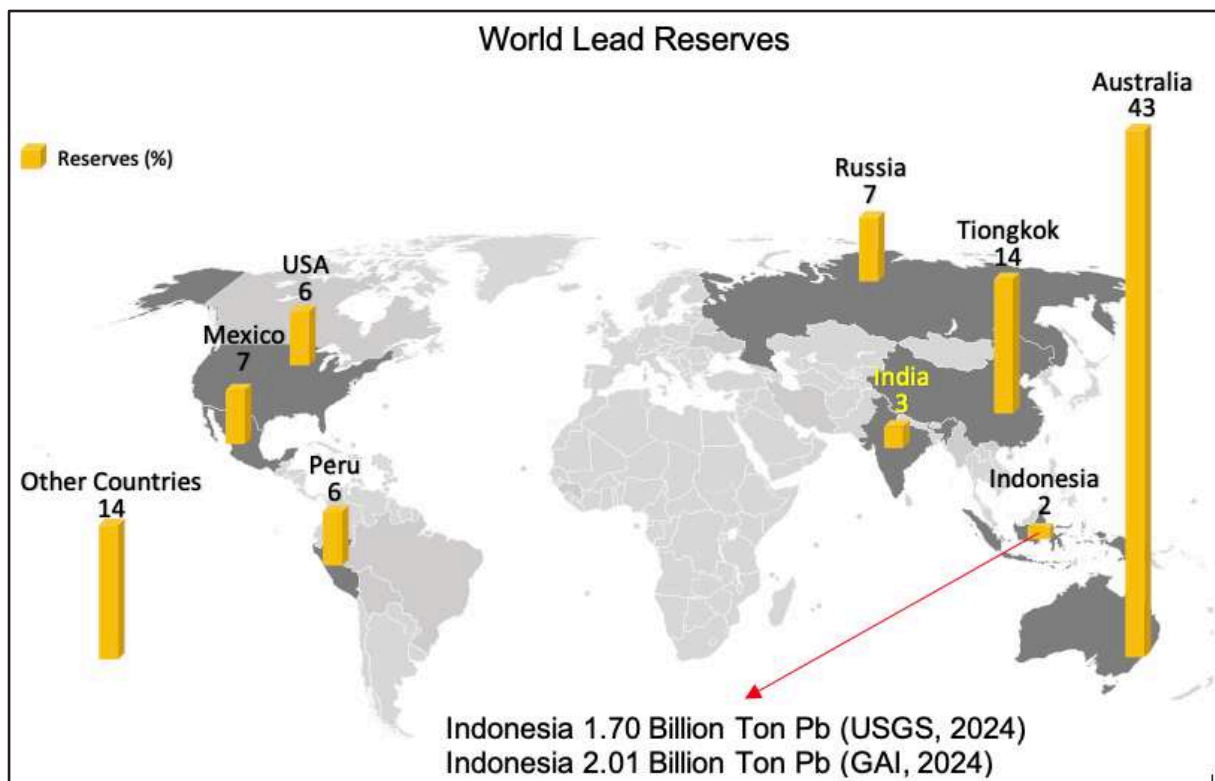 World Lead Reserves
Reserves (%)
Australia
43
Russia
7
Tiongkok
14
USA
6
Mexico
7
India
3
Other Countries
14
Peru
6
Indonesia
2
Indonesia 1.70 Billion Ton Pb (USGS, 2024)
Indonesia 2.01 Billion Ton Pb (GAI, 2024)